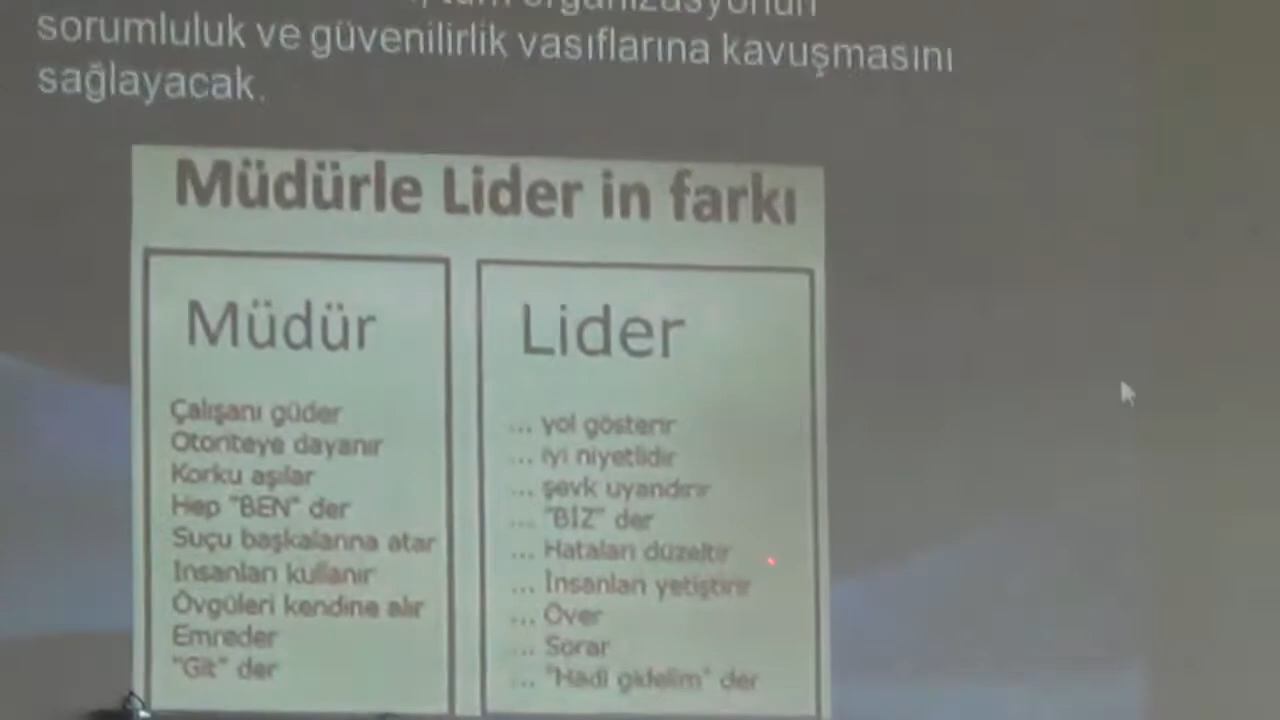 tüm organizasyonun
sorumluluk ve güvenilirlik vasıflarına kavuşmasını
sağlayacak.
Müdürle Lider in farkı
Müdür
Çalışanı güder
Otoriteye dayanır
Korku aşılar
Hep "BEN" der
Suçu başkalarına atar
İnsanları kullanır
Övgüleri kendine alır
Emreder
"Git" der
Lider
... yol gösterir
... iyi niyetlidir
... şevk uyandırır
... "BİZ" der
... Hataları düzeltir
... İnsanları yetiştirir
... Över
... Sorar
... "Hadi gidelim" der